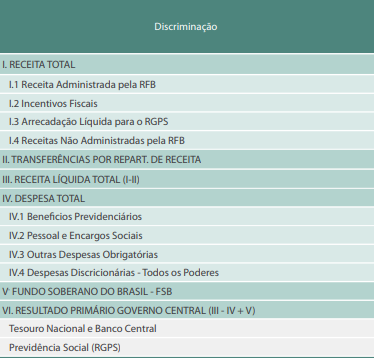 Discriminação
I. RECEITA TOTAL
I.1 Receita Administrada pela RFB
I.2 Incentivos Fiscais
I.3 Arrecadação Líquida para o RGPS
I.4 Receitas Não Administradas pela RFB
II. TRANSFERÊNCIAS POR REPART. DE RECEITA
III. RECEITA LÍQUIDA TOTAL (I-II)
IV. DESPESA TOTAL
IV.1 Benefícios Previdenciários
IV.2 Pessoal e Encargos Sociais
IV.3 Outras Despesas Obrigatórias
IV.4 Despesas Discricionárias - Todos os Poderes
V FUNDO SOBERANO DO BRASIL - FSB
VI. RESULTADO PRIMÁRIO GOVERNO CENTRAL (III - IV + V)
Tesouro Nacional e Banco Central
Previdência Social (RGPS)